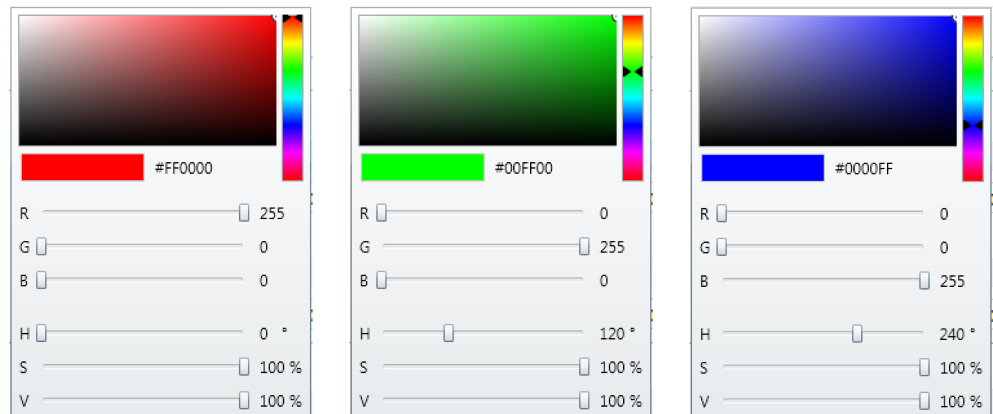 #FF0000
R 255
G 0
B 0
H 0 °
S 100 %
V 100 %
#00FF00
R 0
G 255
B 0
H 120 °
S 100 %
V 100 %
#0000FF
R 0
G 0
B 255
H 240 °
S 100 %
V 100 %